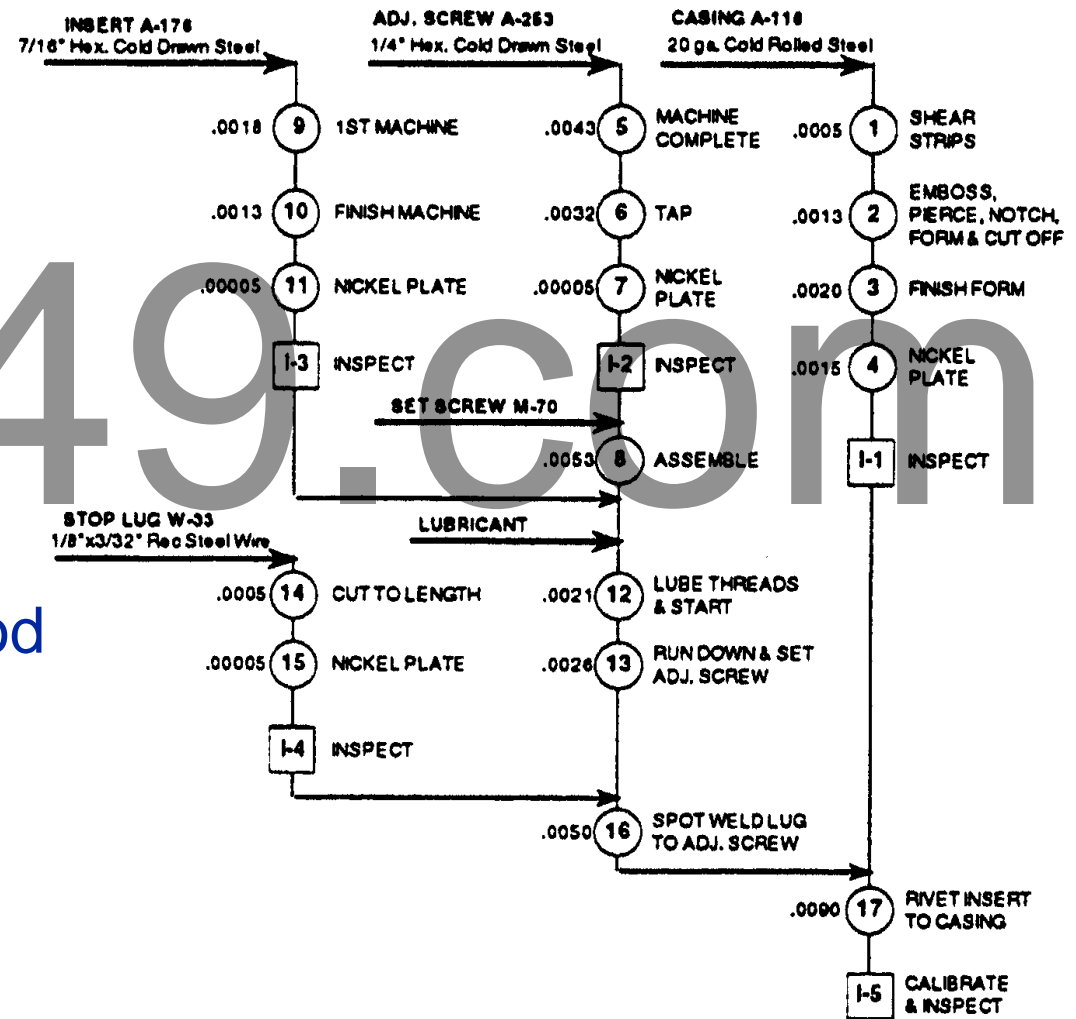 INSERT A-176
7/16" Hex. Cold Drawn Steel
.0018 9 1ST MACHINE
.0013 10 FINISH MACHINE
.00005 11 NICKEL PLATE
I-3 INSPECT
ADJ. SCREW A-253
1/4" Hex. Cold Drawn Steel
.0043 5 MACHINE
COMPLETE
.0032 6 TAP
.00005 7 NICKEL
PLATE
I-2 INSPECT
SET SCREW M-70
.0053 8 ASSEMBLE
CASING A-118
20 ga. Cold Rolled Steel
.0005 1 SHEAR
STRIPS
.0013 2 EMBOSS,
PIERCE, NOTCH,
FORM & CUT OFF
.0020 3 FINISH FORM
.0015 4 NICKEL
PLATE
I-1 INSPECT
STOP LUG W-33
1/8"x3/32" Rec Steel Wire
.0005 14 CUT TO LENGTH
.00005 15 NICKEL PLATE
I-4 INSPECT
LUBRICANT
.0021 12 LUBE THREADS
& START
.0026 13 RUN DOWN & SET
ADJ. SCREW
.0050 16 SPOT WELD LUG
TO ADJ. SCREW
.0090 17 RIVET INSERT
TO CASING
I-5 CALIBRATE
& INSPECT
49.com
od